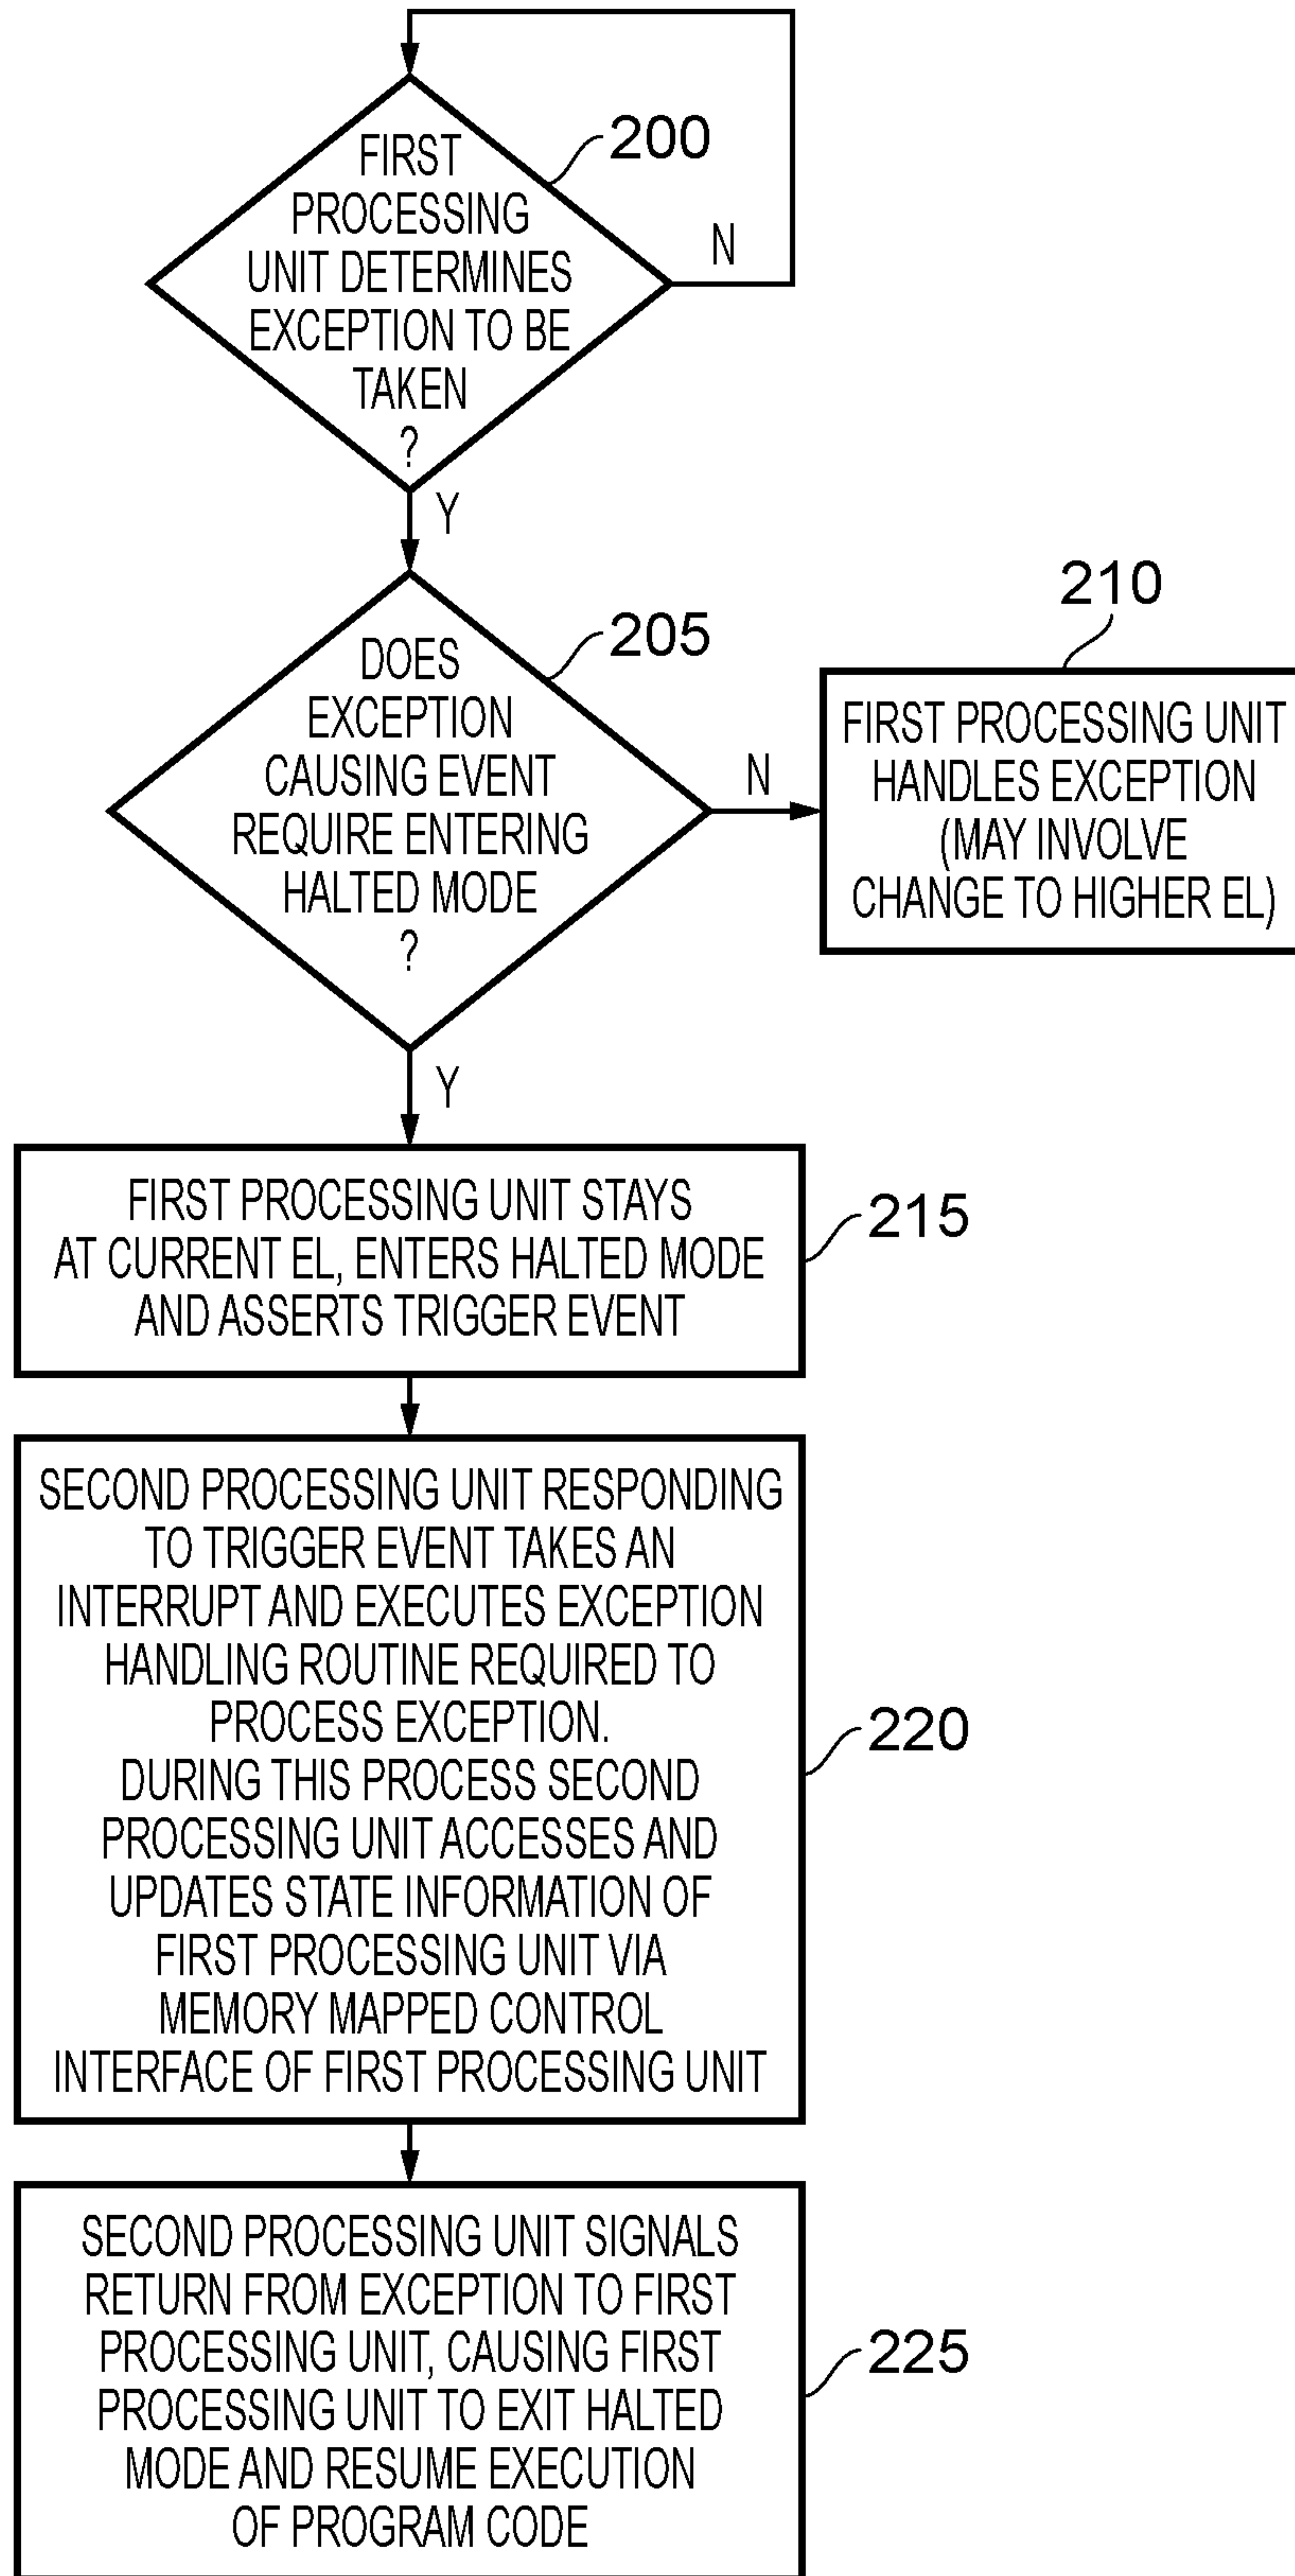 FIRST
PROCESSING
UNIT DETERMINES
EXCEPTION TO BE
TAKEN
?
200
N
Y
DOES
EXCEPTION
CAUSING EVENT
REQUIRE ENTERING
HALTED MODE
?
205
N
210
FIRST PROCESSING UNIT
HANDLES EXCEPTION
(MAY INVOLVE
CHANGE TO HIGHER EL)
Y
FIRST PROCESSING UNIT STAYS
AT CURRENT EL, ENTERS HALTED MODE
AND ASSERTS TRIGGER EVENT
215
SECOND PROCESSING UNIT RESPONDING
TO TRIGGER EVENT TAKES AN
INTERRUPT AND EXECUTES EXCEPTION
HANDLING ROUTINE REQUIRED TO
PROCESS EXCEPTION.
DURING THIS PROCESS SECOND
PROCESSING UNIT ACCESSES AND
UPDATES STATE INFORMATION OF
FIRST PROCESSING UNIT VIA
MEMORY MAPPED CONTROL
INTERFACE OF FIRST PROCESSING UNIT
220
SECOND PROCESSING UNIT SIGNALS
RETURN FROM EXCEPTION TO FIRST
PROCESSING UNIT, CAUSING FIRST
PROCESSING UNIT TO EXIT HALTED
MODE AND RESUME EXECUTION
OF PROGRAM CODE
225